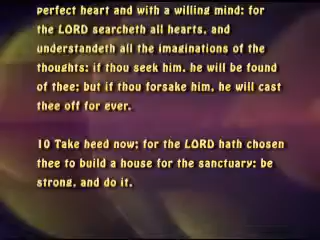 perfect heart and with a willing mind: for
the LORD searcheth all hearts, and
understandeth all the imaginations of the
thoughts: if thou seek him, he will be found
of thee; but if thou forsake him, he will cast
thee off for ever.
10 Take heed now; for the LORD hath chosen
thee to build a house for the sanctuary: be
strong, and do it.